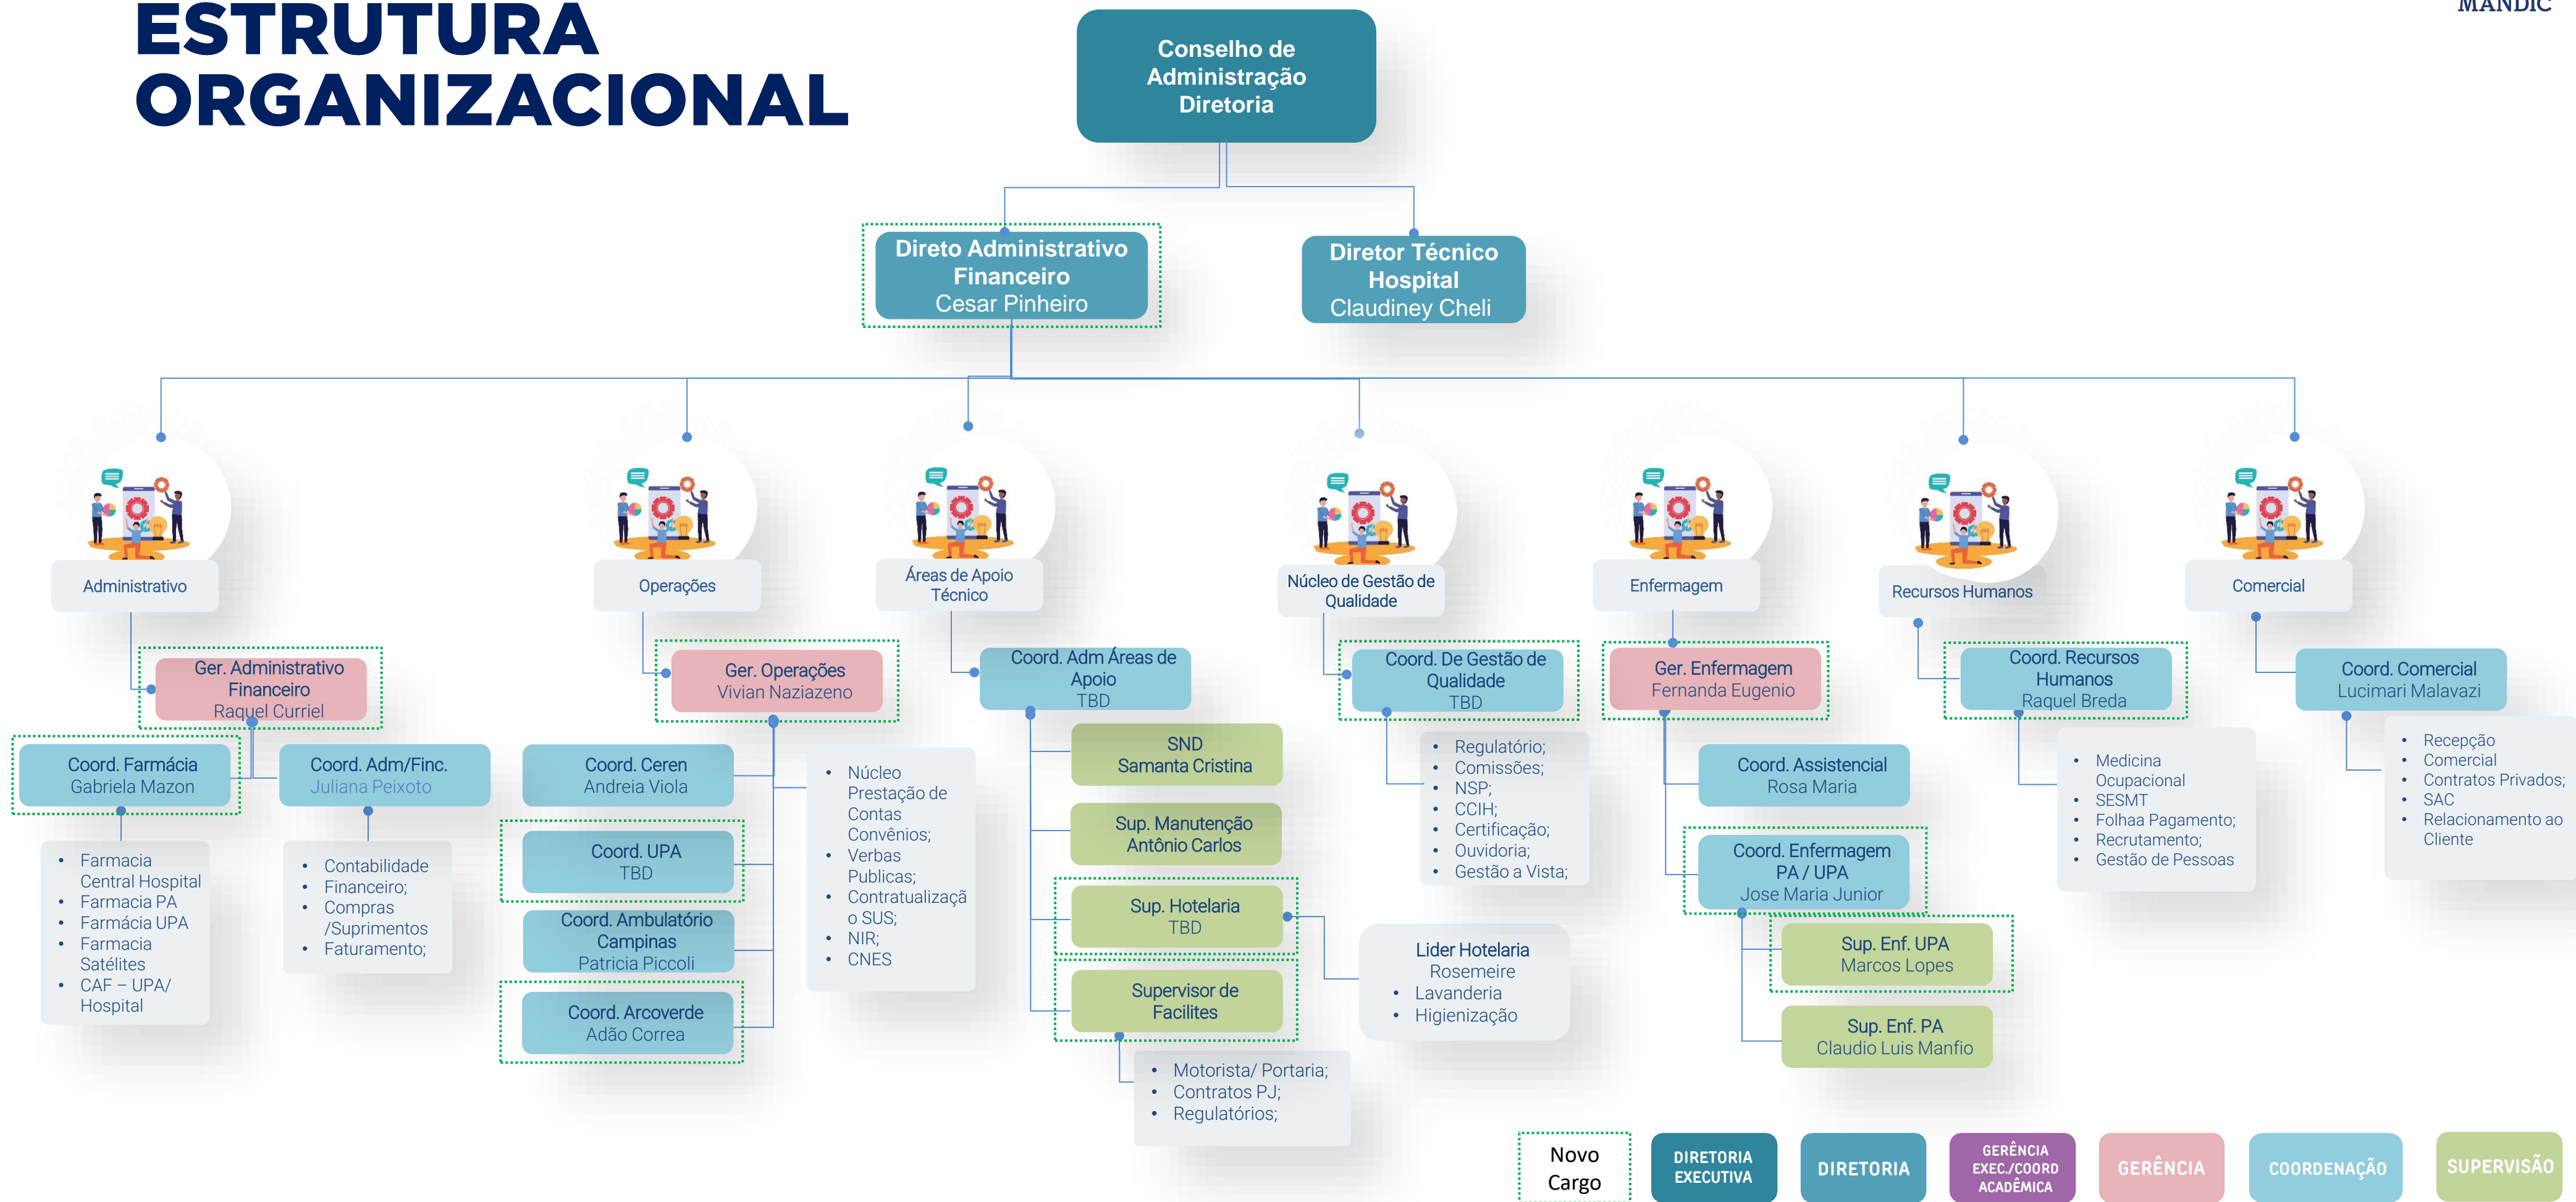 ESTRUTURA
ORGANIZACIONAL
MANDIC
Conselho de
Administração
Diretoria
Direto Administrativo
Financeiro
Cesar Pinheiro
Diretor Técnico
Hospital
Claudiney Cheli
Administrativo
Operações
Áreas de Apoio
Técnico
Núcleo de Gestão de
Qualidade
Enfermagem
Recursos Humanos
Comercial
Ger. Administrativo
Financeiro
Raquel Curriel
Coord. Farmácia
Gabriela Mazon
• Farmacia
Central Hospital
• Farmacia PA
• Farmácia UPA
• Farmacia
Satélites
• CAF – UPA/
Hospital
Coord. Adm/Finc.
Juliana Peixoto
• Contabilidade
• Financeiro;
• Compras
/Suprimentos
• Faturamento;
Ger. Operações
Vivian Naziazeno
Coord. Ceren
Andreia Viola
Coord. UPA
TBD
Coord. Ambulatório
Campinas
Patricia Piccoli
Coord. Arcoverde
Adão Correa
• Núcleo
Prestação de
Contas
Convênios;
• Verbas
Publicas;
• Contratualizaçã
o SUS;
• NIR;
• CNES
Coord. Adm Áreas de
Apoio
TBD
SND
Samanta Cristina
Sup. Manutenção
Antônio Carlos
Sup. Hotelaria
TBD
Supervisor de
Facilites
• Motorista/ Portaria;
• Contratos PJ;
• Regulatórios;
Lider Hotelaria
Rosemeire
• Lavanderia
• Higienização
Coord. De Gestão de
Qualidade
TBD
• Regulatório;
• Comissões;
• NSP;
• CCIH;
• Certificação;
• Ouvidoria;
• Gestão a Vista;
Ger. Enfermagem
Fernanda Eugenio
Coord. Assistencial
Rosa Maria
Coord. Enfermagem
PA / UPA
Jose Maria Junior
Sup. Enf. UPA
Marcos Lopes
Sup. Enf. PA
Claudio Luis Manfio
Coord. Recursos
Humanos
Raquel Breda
• Medicina
Ocupacional
• SESMT
• Folhaa Pagamento;
• Recrutamento;
• Gestão de Pessoas
Coord. Comercial
Lucimari Malavazi
• Recepção
• Comercial
• Contratos Privados;
• SAC
• Relacionamento ao
Cliente
Novo
Cargo
DIRETORIA
EXECUTIVA
DIRETORIA
GERÊNCIA
EXEC./COORD
ACADÊMICA
GERÊNCIA
COORDENAÇÃO
SUPERVISÃO